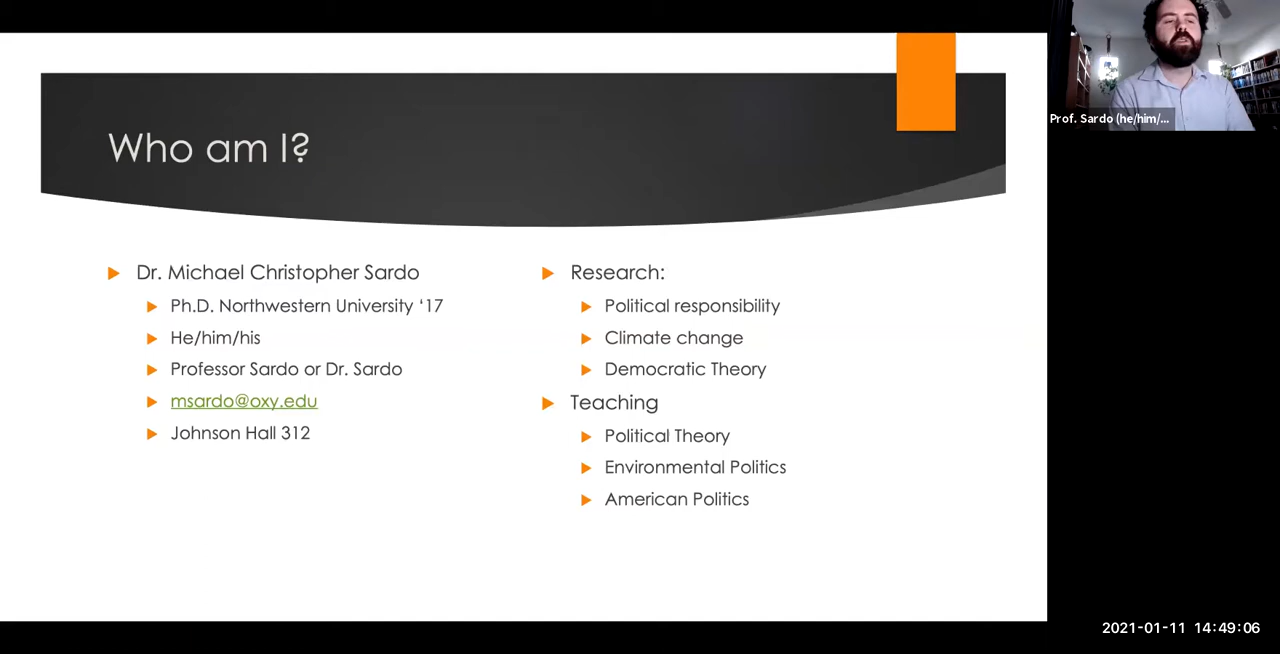 Who am I?
Dr. Michael Christopher Sardo
Ph.D. Northwestern University ‘17
He/him/his
Professor Sardo or Dr. Sardo
msardo@oxy.edu
Johnson Hall 312
Research:
Political responsibility
Climate change
Democratic Theory
Teaching
Political Theory
Environmental Politics
American Politics
Prof. Sardo (he/him/...
2021-01-11 14:49:06